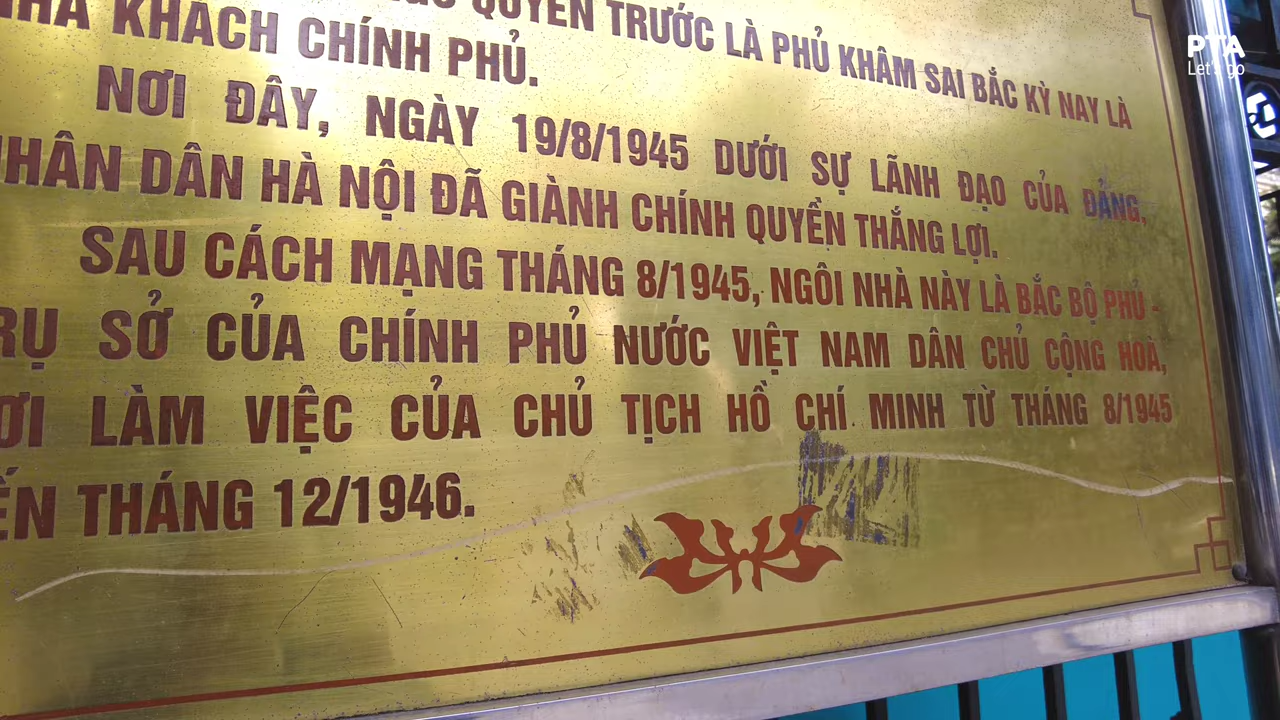 QUYỀN TRƯỚC LÀ PHỦ KHÂM SAI BẮC KỲ NAY LÀ
KHÁCH CHÍNH PHỦ.
NƠI ĐÂY, NGÀY 19/8/1945 DƯỚI SỰ LÃNH ĐẠO CỦA ĐẢNG,
NHÂN DÂN HÀ NỘI ĐÃ GIÀNH CHÍNH QUYỀN THẮNG LỢI.
SAU CÁCH MẠNG THÁNG 8/1945, NGÔI NHÀ NÀY LÀ BẮC BỘ PHỦ -
SỞ CỦA CHÍNH PHỦ NƯỚC VIỆT NAM DÂN CHỦ CỘNG HOÀ,
LÀM VIỆC CỦA CHỦ TỊCH HỒ CHÍ MINH TỪ THÁNG 8/1945
THÁNG 12/1946.
PTA
Let's go